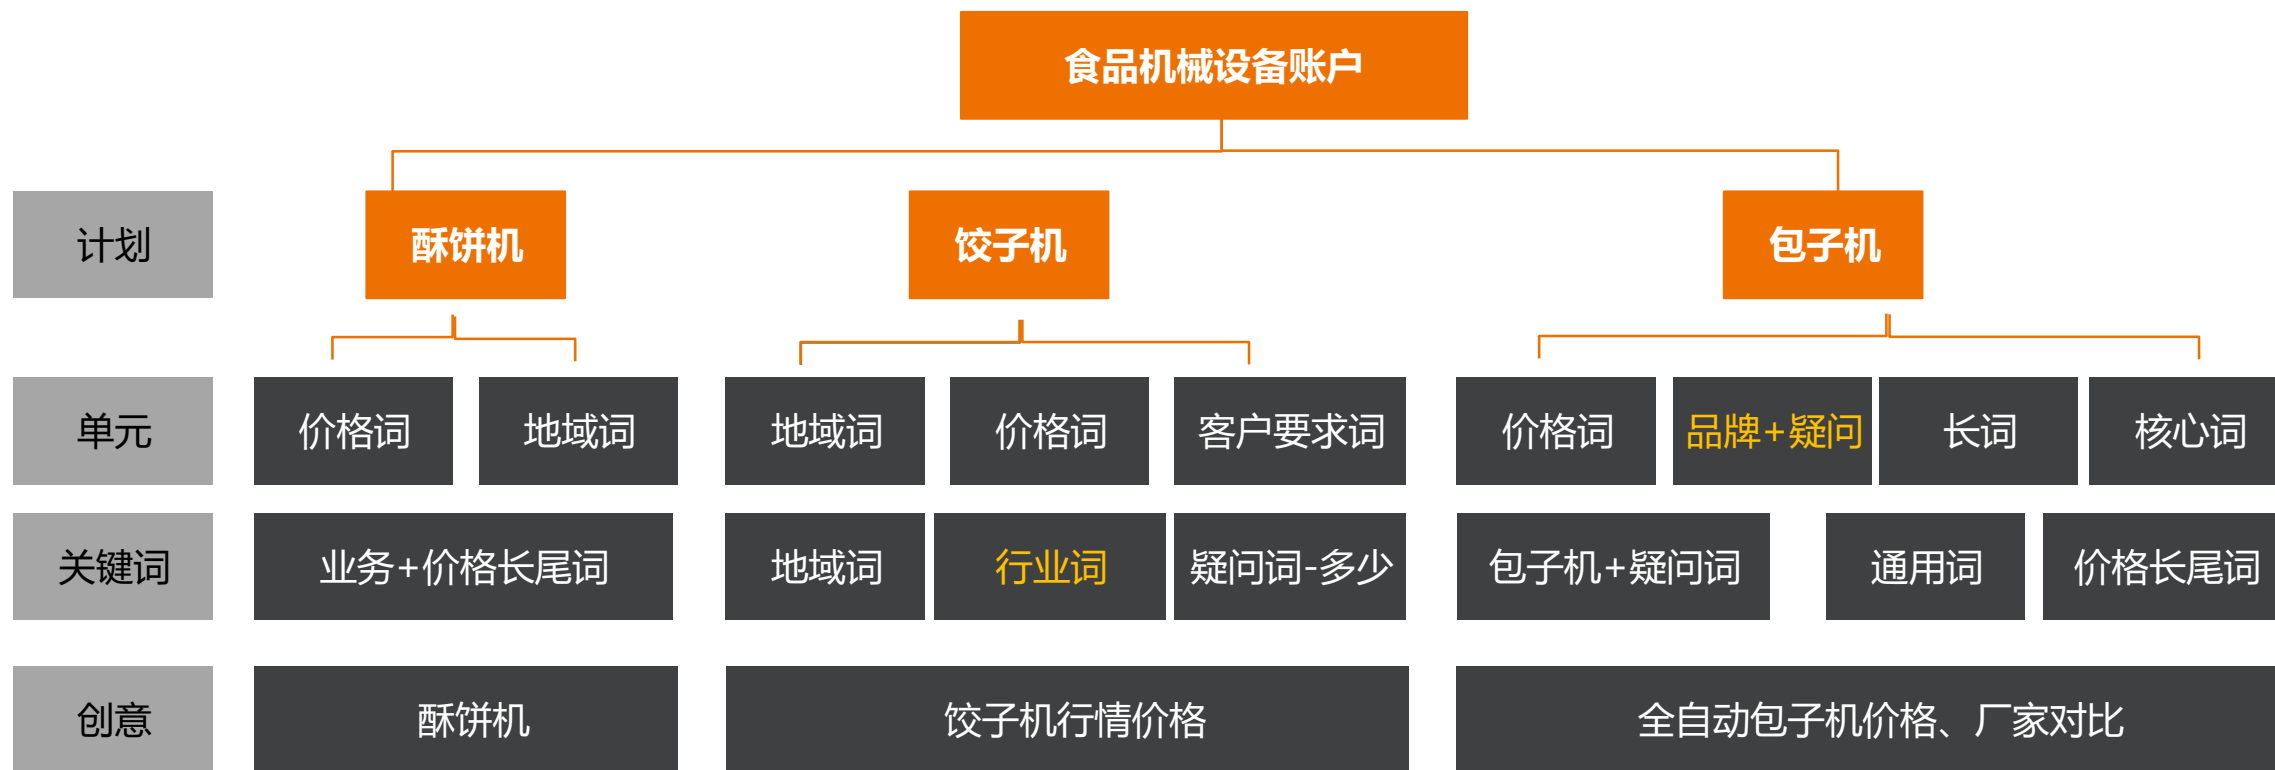 食品机械设备账户
计划
酥饼机
饺子机
包子机
单元
价格词
地域词
地域词
价格词
客户要求词
价格词
品牌+疑问
长词
核心词
关键词
业务+价格长尾词
地域词
行业词
疑问词-多少
包子机+疑问词
通用词
价格长尾词
创意
酥饼机
饺子机行情价格
全自动包子机价格、厂家对比